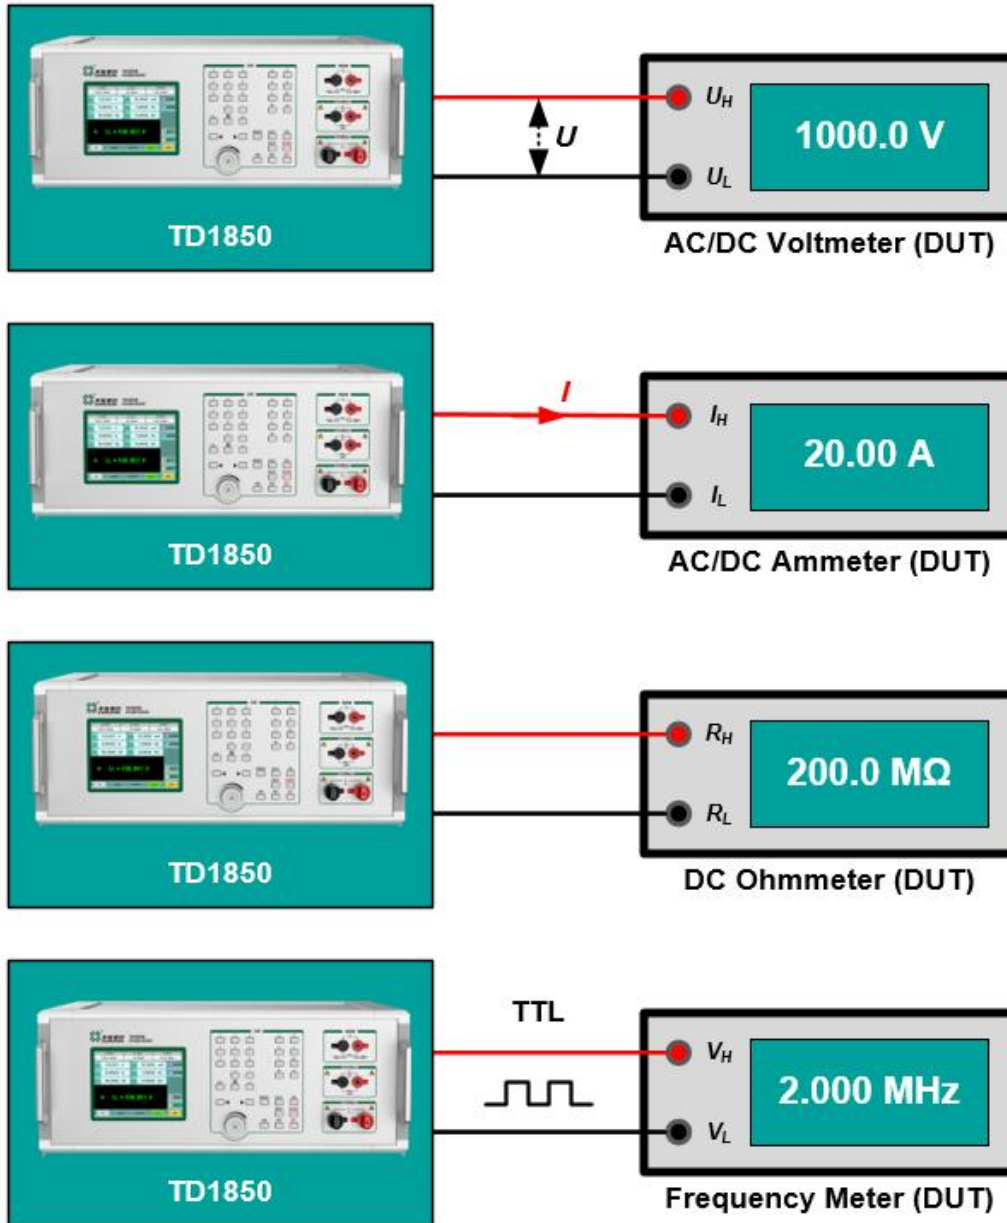 U
U_H
1000.0 V
U_L
TD1850
AC/DC Voltmeter (DUT)
I
I_H
20.00 A
I_L
TD1850
AC/DC Ammeter (DUT)
R_H
200.0 MΩ
R_L
TD1850
DC Ohmmeter (DUT)
TTL
V_H
2.000 MHz
V_L
TD1850
Frequency Meter (DUT)